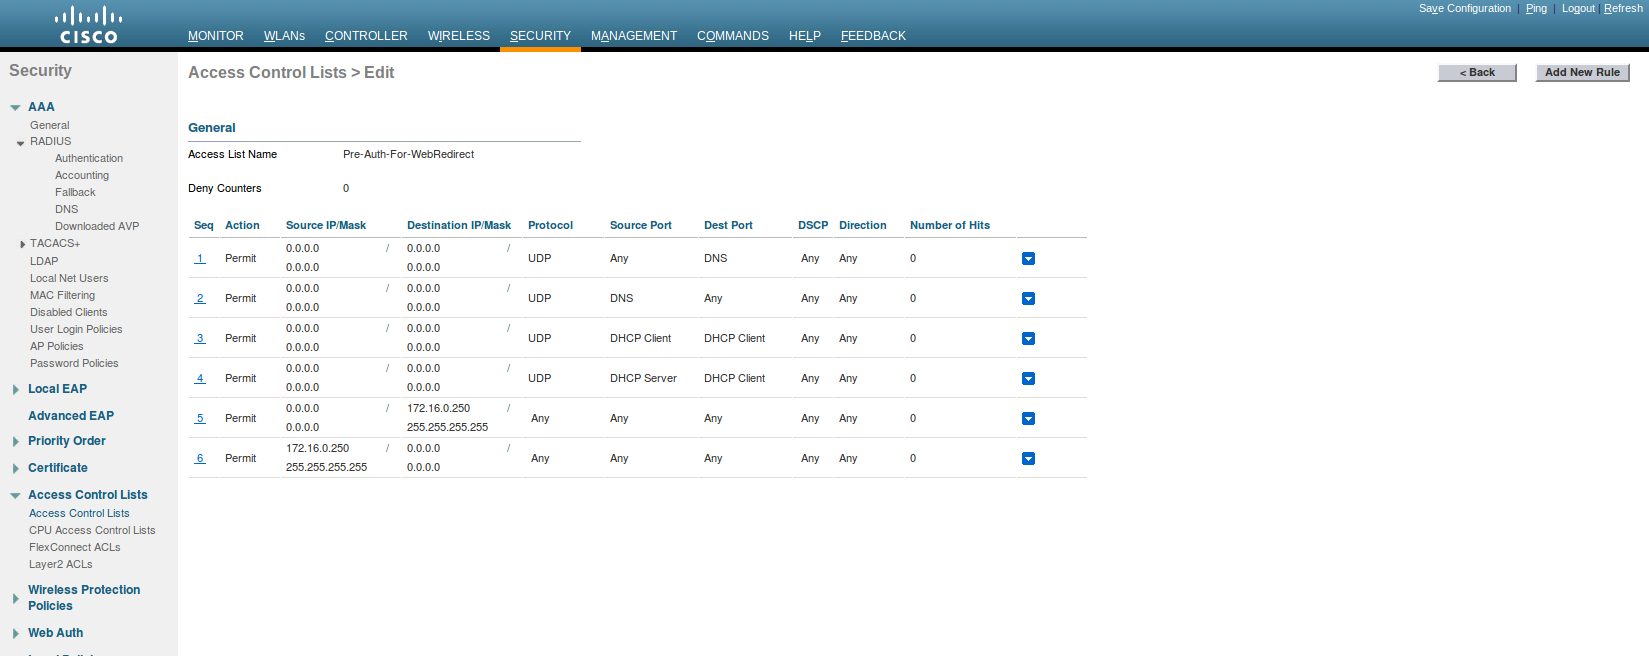 Save Configuration | Ping | Logout | Refresh
CISCO
MONITOR WLANs CONTROLLER WIRELESS SECURITY MANAGEMENT COMMANDS HELP FEEDBACK
Security
AAA
General
RADIUS
Authentication
Accounting
Fallback
DNS
Downloaded AVP
TACACS+
LDAP
Local Net Users
MAC Filtering
Disabled Clients
User Login Policies
AP Policies
Password Policies
Local EAP
Advanced EAP
Priority Order
Certificate
Access Control Lists
Access Control Lists
CPU Access Control Lists
FlexConnect ACLs
Layer2 ACLs
Wireless Protection
Policies
Web Auth
Access Control Lists > Edit
< Back Add New Rule
General
Access List Name Pre-Auth-For-WebRedirect
Deny Counters 0
Seq Action Source IP/Mask Destination IP/Mask Protocol Source Port Dest Port DSCP Direction Number of Hits
0.0.0.0 / 0.0.0.0 /
1 Permit UDP Any DNS Any Any 0
0.0.0.0 0.0.0.0
0.0.0.0 / 0.0.0.0 /
2 Permit UDP DNS Any Any Any 0
0.0.0.0 0.0.0.0
0.0.0.0 / 0.0.0.0 /
3 Permit UDP DHCP Client DHCP Client Any Any 0
0.0.0.0 0.0.0.0
0.0.0.0 / 0.0.0.0 /
4 Permit UDP DHCP Server DHCP Client Any Any 0
0.0.0.0 0.0.0.0
0.0.0.0 / 172.16.0.250 /
5 Permit Any Any Any Any Any 0
0.0.0.0 255.255.255.255
172.16.0.250 / 0.0.0.0 /
6 Permit Any Any Any Any Any 0
255.255.255.255 0.0.0.0